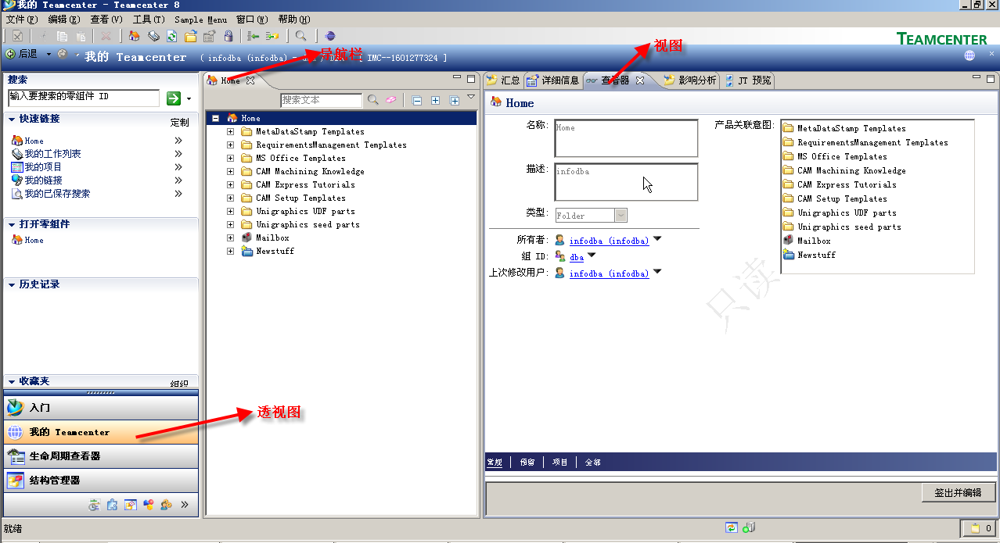 我的 Teamcenter - Teamcenter 8
文件(F) 编辑(E) 查看(V) 工具(T) Sample Menu 窗口(W) 帮助(H)
TEAMCENTER
后退 我的 Teamcenter ( infodba (infodba) - IMC--1601277324 ]
导航栏
视图
搜索
输入要搜索的零组件 ID
快速链接 定制
Home
我的工作列表
我的项目
我的链接
我的已保存搜索
打开零组件
Home
历史记录
收藏夹 组织
入门
我的 Teamcenter
生命周期查看器
结构管理器
透视图
Home
搜索文本
Home
MetaDataStamp Templates
RequirementsManagement Templates
MS Office Templates
CAM Machining Knowledge
CAM Express Tutorials
CAM Setup Templates
Unigraphics UDF parts
Unigraphics seed parts
Mailbox
Newstuff
汇总 详细信息 查看器 影响分析 JT 预览
Home
名称: Home
描述: infodba
类型: Folder
所有者: infodba (infodba)
组 ID: dba
上次修改用户: infodba (infodba)
产品关联意图:
MetaDataStamp Templates
RequirementsManagement Templates
MS Office Templates
CAM Machining Knowledge
CAM Express Tutorials
CAM Setup Templates
Unigraphics UDF parts
Unigraphics seed parts
Mailbox
Newstuff
只读
常规 预留 项目 全部
签出并编辑
就绪 0